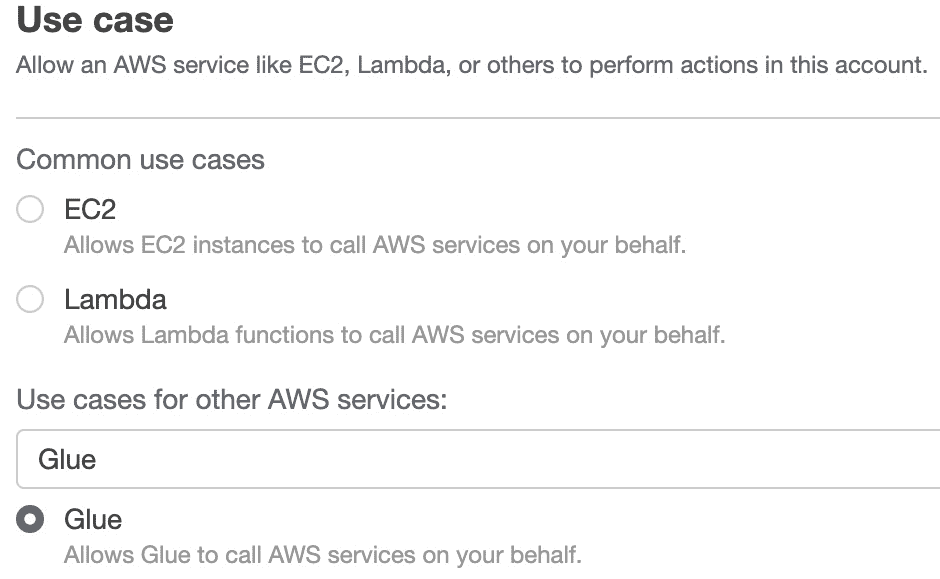 Use case
Allow an AWS service like EC2, Lambda, or others to perform actions in this account.
Common use cases
EC2
Allows EC2 instances to call AWS services on your behalf.
Lambda
Allows Lambda functions to call AWS services on your behalf.
Use cases for other AWS services:
Glue
Glue
Allows Glue to call AWS services on your behalf.